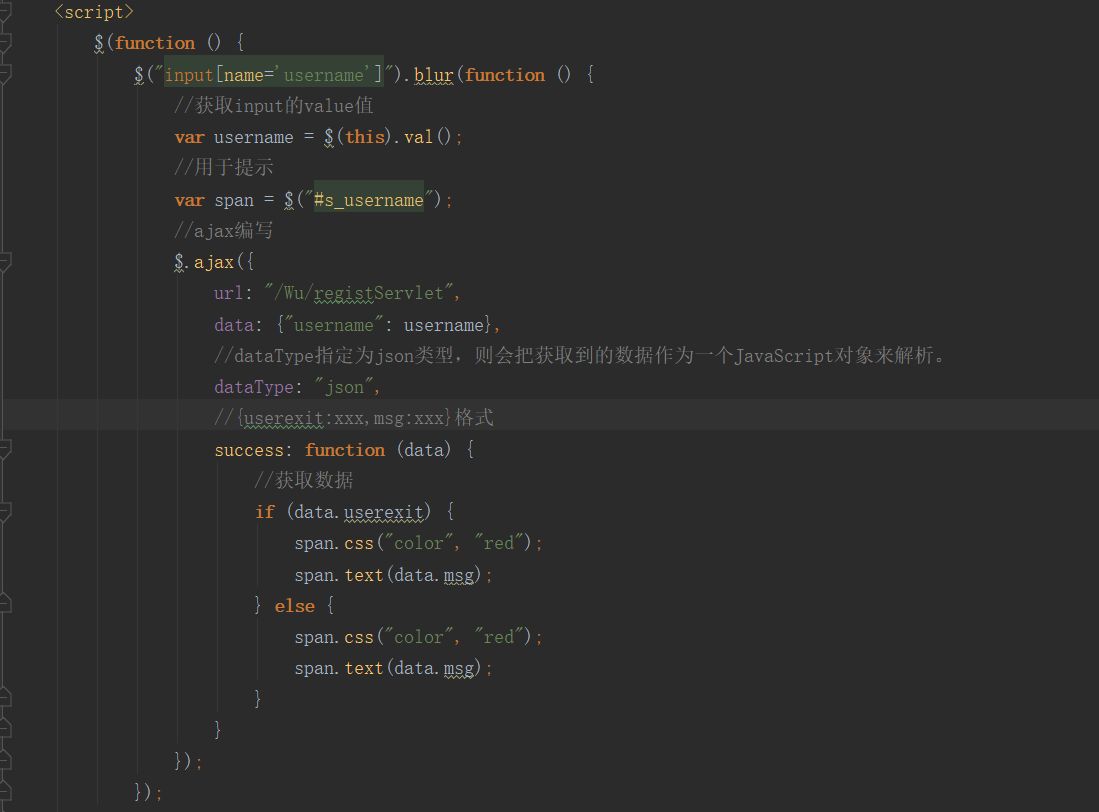 <script>
$(function () {
$("input[name='username']").blur(function () {
//获取input的value值
var username = $(this).val();
//用于提示
var span = $("#s_username");
//ajax编写
$.ajax({
url: "/Wu/registServlet",
data: {"username": username},
//dataType指定为json类型，则会把获取到的数据作为一个JavaScript对象来解析。
dataType: "json",
//{userexit:xxx,msg:xxx}格式
success: function (data) {
//获取数据
if (data.userexit) {
span.css("color", "red");
span.text(data.msg);
} else {
span.css("color", "red");
span.text(data.msg);
}
}
});
});